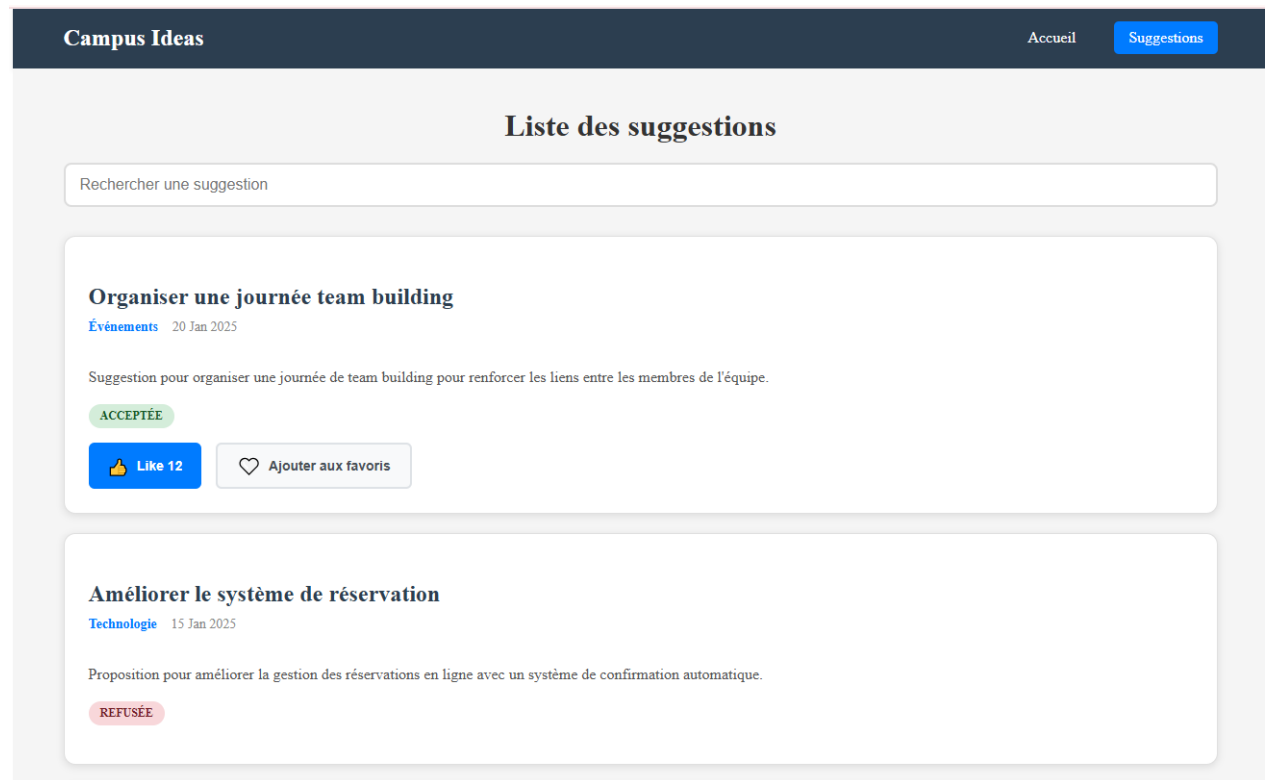 Campus Ideas
Accueil
Suggestions
Liste des suggestions
Rechercher une suggestion
Organiser une journée team building
Événements 20 Jan 2025
Suggestion pour organiser une journée de team building pour renforcer les liens entre les membres de l'équipe.
ACCEPTÉE
Like 12
Ajouter aux favoris
Améliorer le système de réservation
Technologie 15 Jan 2025
Proposition pour améliorer la gestion des réservations en ligne avec un système de confirmation automatique.
REFUSÉE